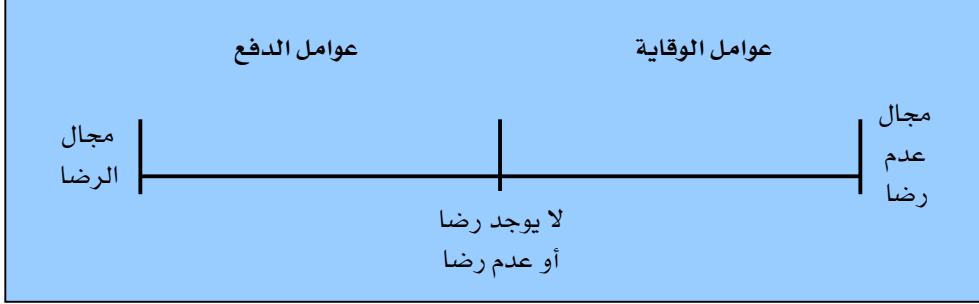 عوامل الوقاية
عوامل الدفع
مجال
عدم
رضا
مجال
الرضا
لا يوجد رضا
أو عدم رضا